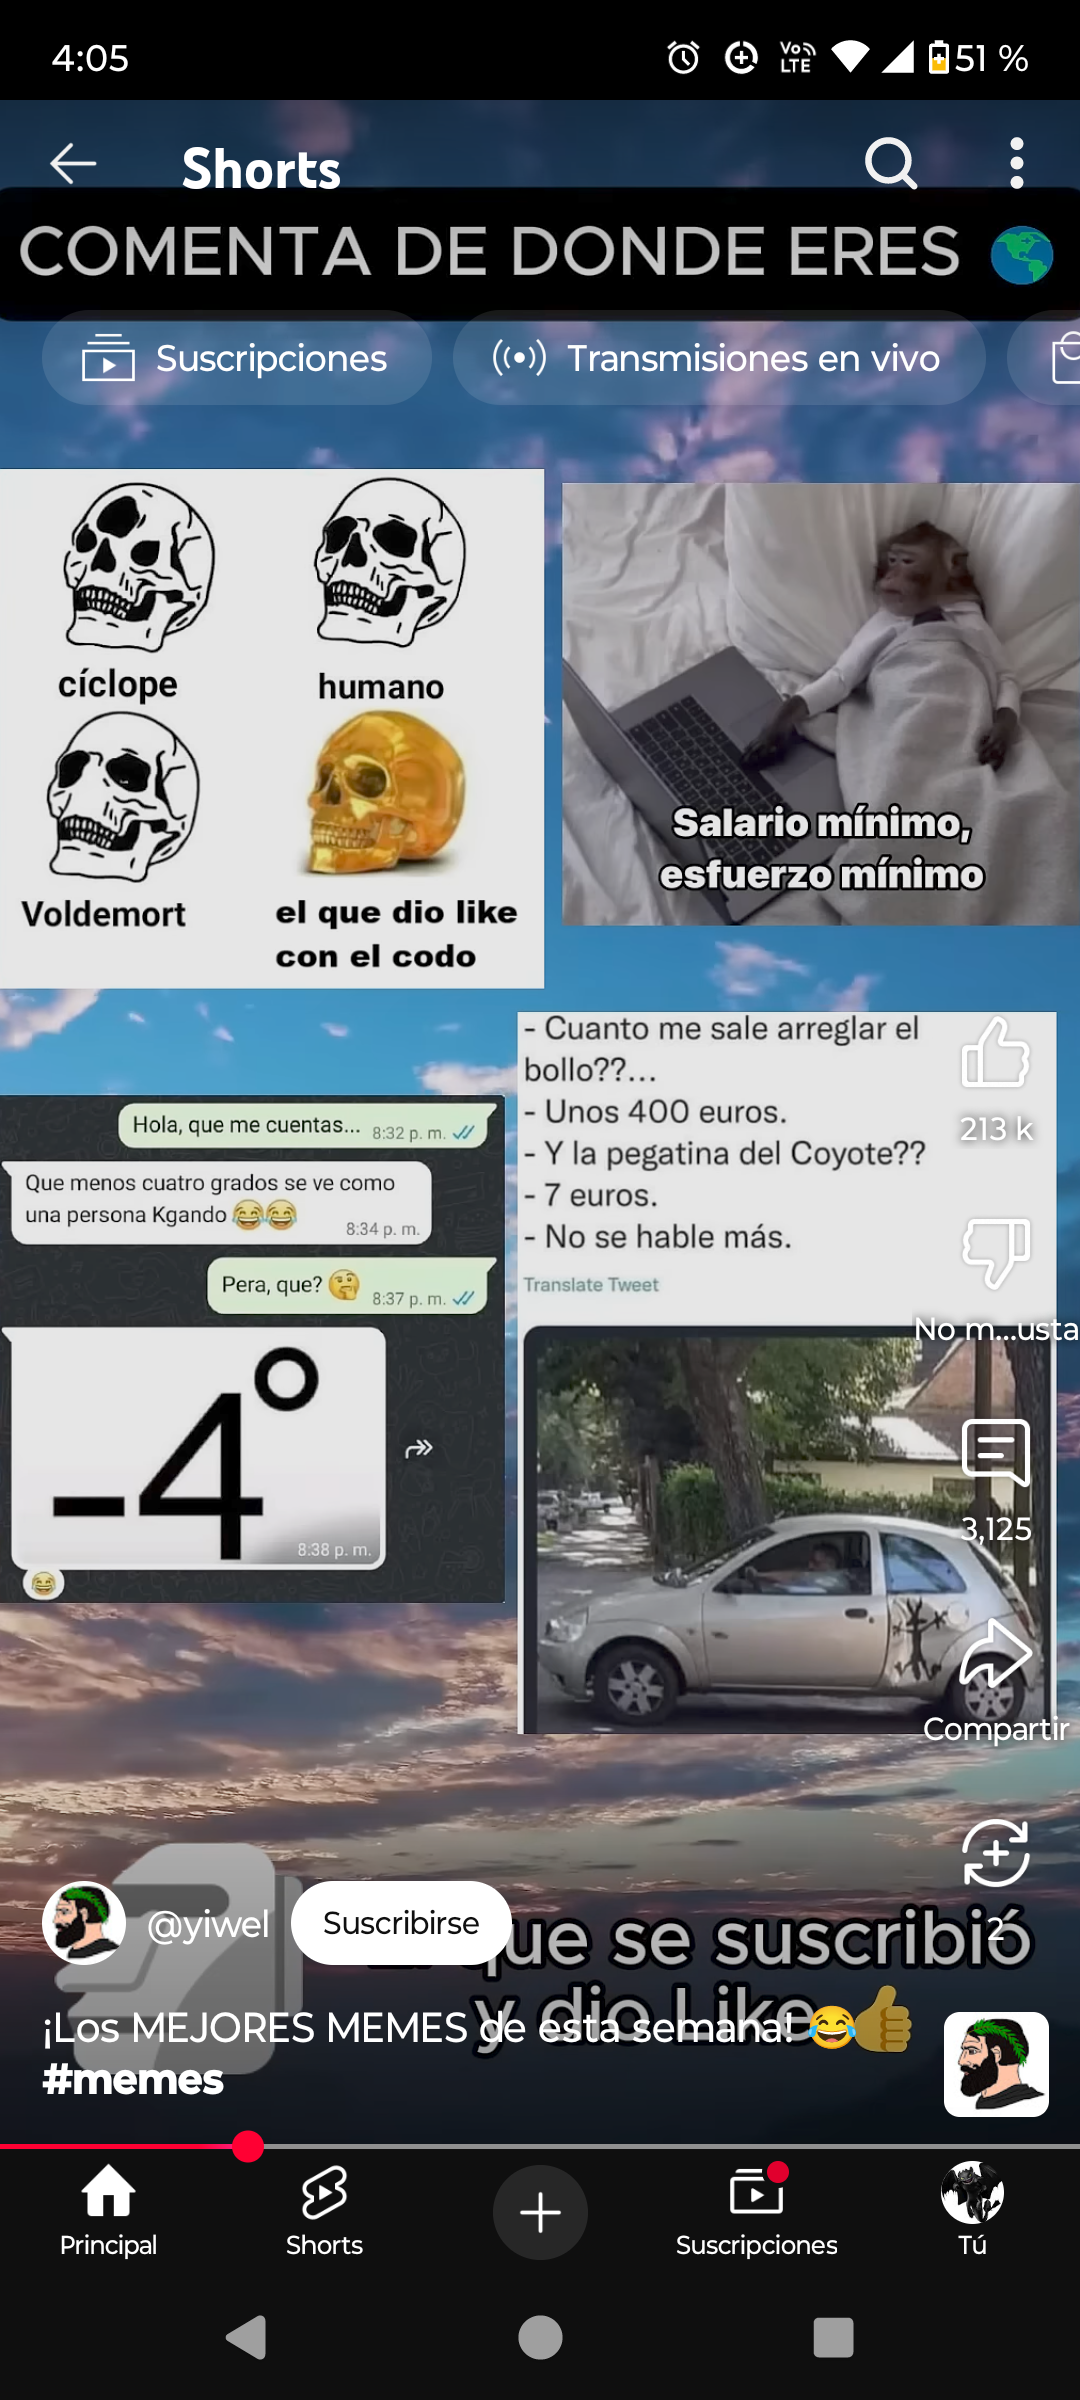 4:05
Vo LTE
51 %
Shorts
COMENTA DE DONDE ERES
Suscripciones
Transmisiones en vivo
cíclope
humano
Voldemort
el que dio like
con el codo
Salario mínimo,
esfuerzo mínimo
Hola, que me cuentas... 8:32 p. m.
Que menos cuatro grados se ve como
una persona Kgando 😂😂 8:34 p. m.
Pera, que? 🤔 8:37 p. m.
-4°
8:38 p. m.
- Cuanto me sale arreglar el
bollo??...
- Unos 400 euros.
- Y la pegatina del Coyote??
- 7 euros.
- No se hable más.
Translate Tweet
213 k
No m...usta
3,125
Compartir
2
@yiwel
Suscribirse
que se suscribió
y dio Like
¡Los MEJORES MEMES de esta semana! 😂
#memes
Principal
Shorts
Suscripciones
Tú